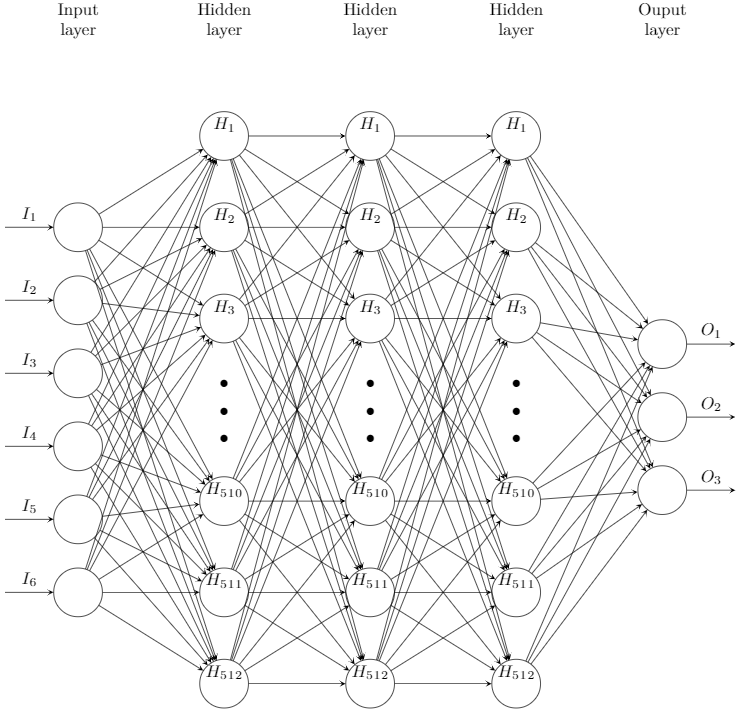 Input
layer
Hidden
layer
Hidden
layer
Hidden
layer
Ouput
layer
H1 H1 H1
I1 H2 H2 H2
I2
H3 H3 H3
O1
I3
O2
I4
O3
H510 H510 H510
I5
I6
H511 H511 H511
H512 H512 H512